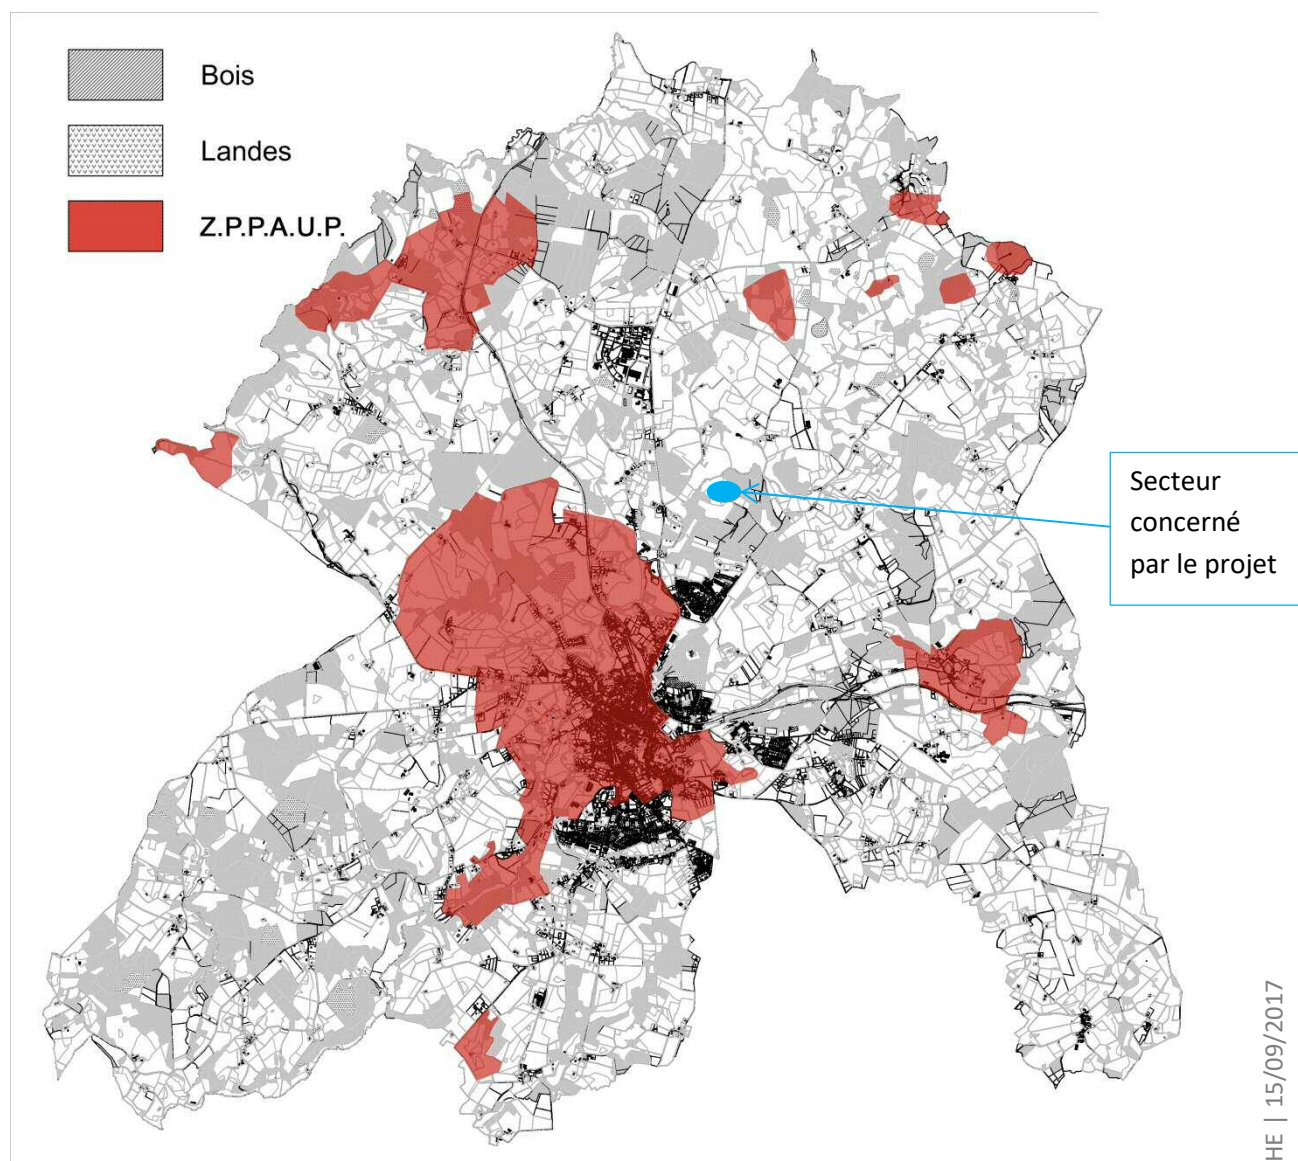 Bois
Landes
Z.P.P.A.U.P.
Secteur
concerné
par le projet
HE | 15/09/2017